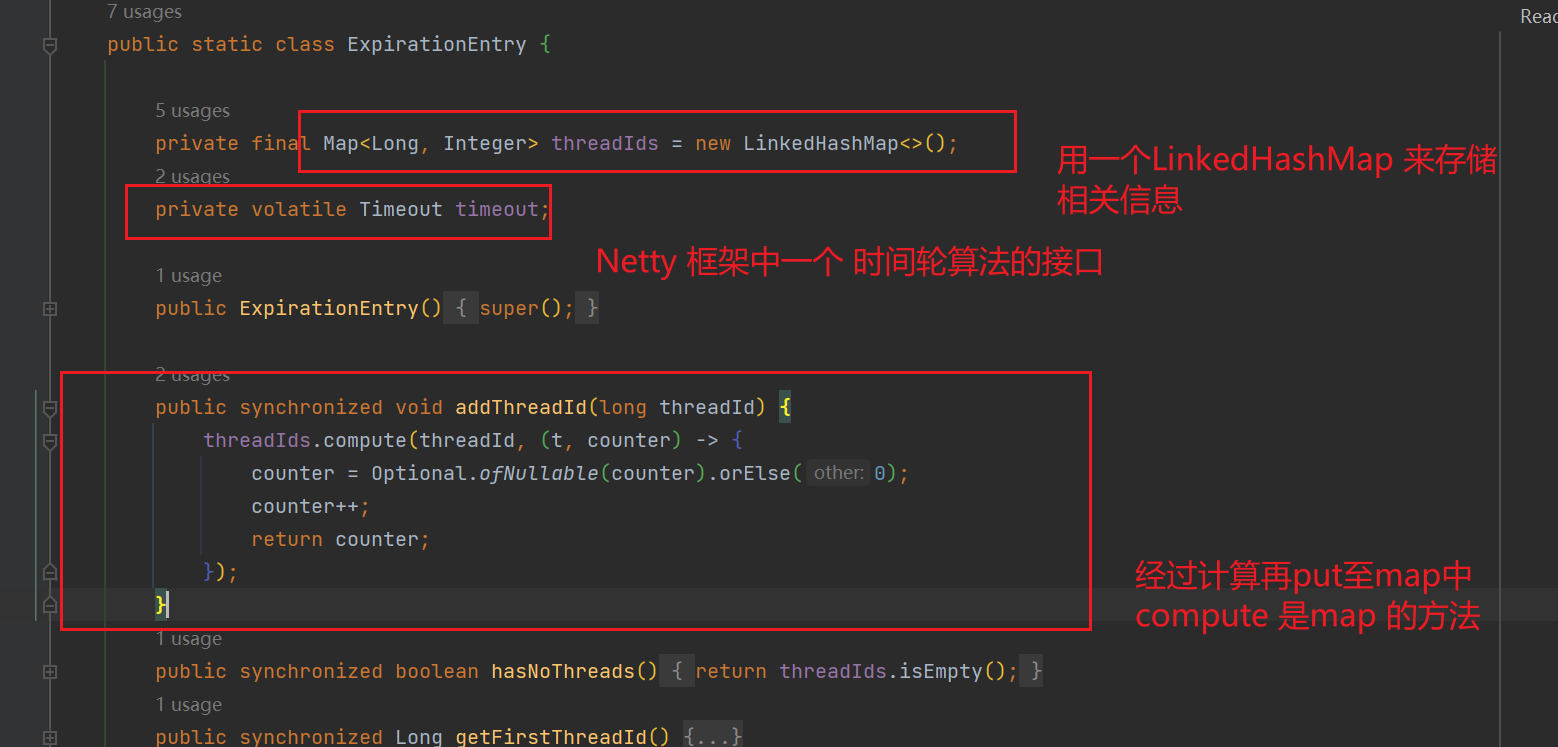 7 usages
Read
public static class ExpirationEntry {
5 usages
private final Map<Long, Integer> threadIds = new LinkedHashMap<>();
用一个LinkedHashMap 来存储
相关信息
2 usages
private volatile Timeout timeout;
Netty 框架中一个 时间轮算法的接口
1 usage
public ExpirationEntry() { super(); }
2 usages
public synchronized void addThreadId(long threadId) {
threadIds.compute(threadId, (t, counter) -> {
counter = Optional.ofNullable(counter).orElse( other: 0);
counter++;
return counter;
});
}
经过计算再put至map中
compute 是map 的方法
1 usage
public synchronized boolean hasNoThreads() { return threadIds.isEmpty(); }
1 usage
public synchronized Long getFirstThreadId() {...}